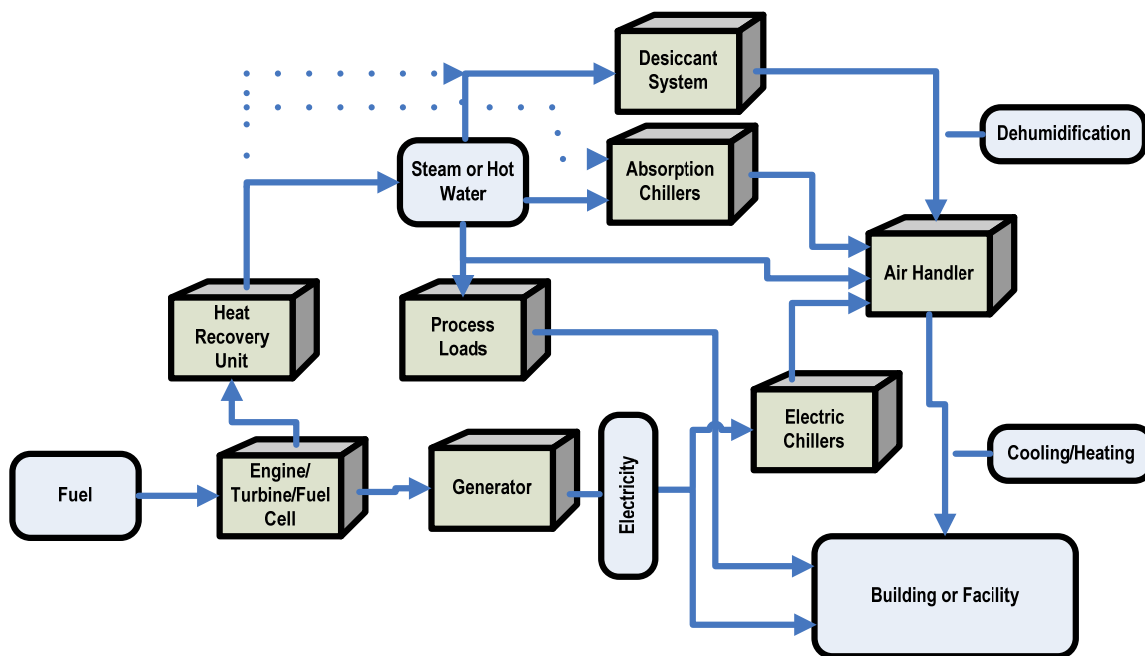 Desiccant
System
Dehumidification
Steam or Hot
Water
Absorption
Chillers
Air Handler
Heat
Recovery
Unit
Process
Loads
Electric
Chillers
Cooling/Heating
Fuel
Engine/
Turbine/Fuel
Cell
Generator
Electricity
Building or Facility